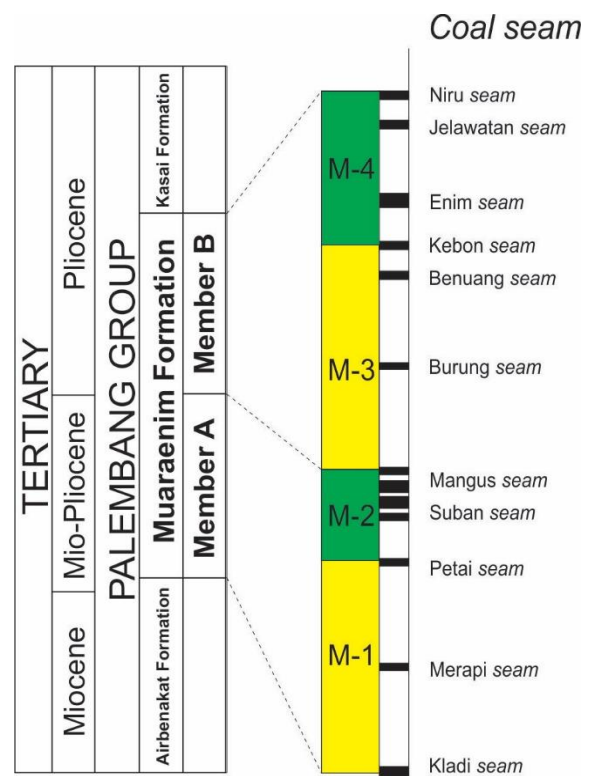 Coal seam
TERTIARY
Pliocene
Mio-Pliocene
Miocene
PALEMBANG GROUP
Kasai Formation
Muaraenim Formation
Airbenakat Formation
Member B
Member A
M-4
M-3
M-2
M-1
Niru seam
Jelawatan seam
Enim seam
Kebon seam
Benuang seam
Burung seam
Mangus seam
Suban seam
Petai seam
Merapi seam
Kladi seam